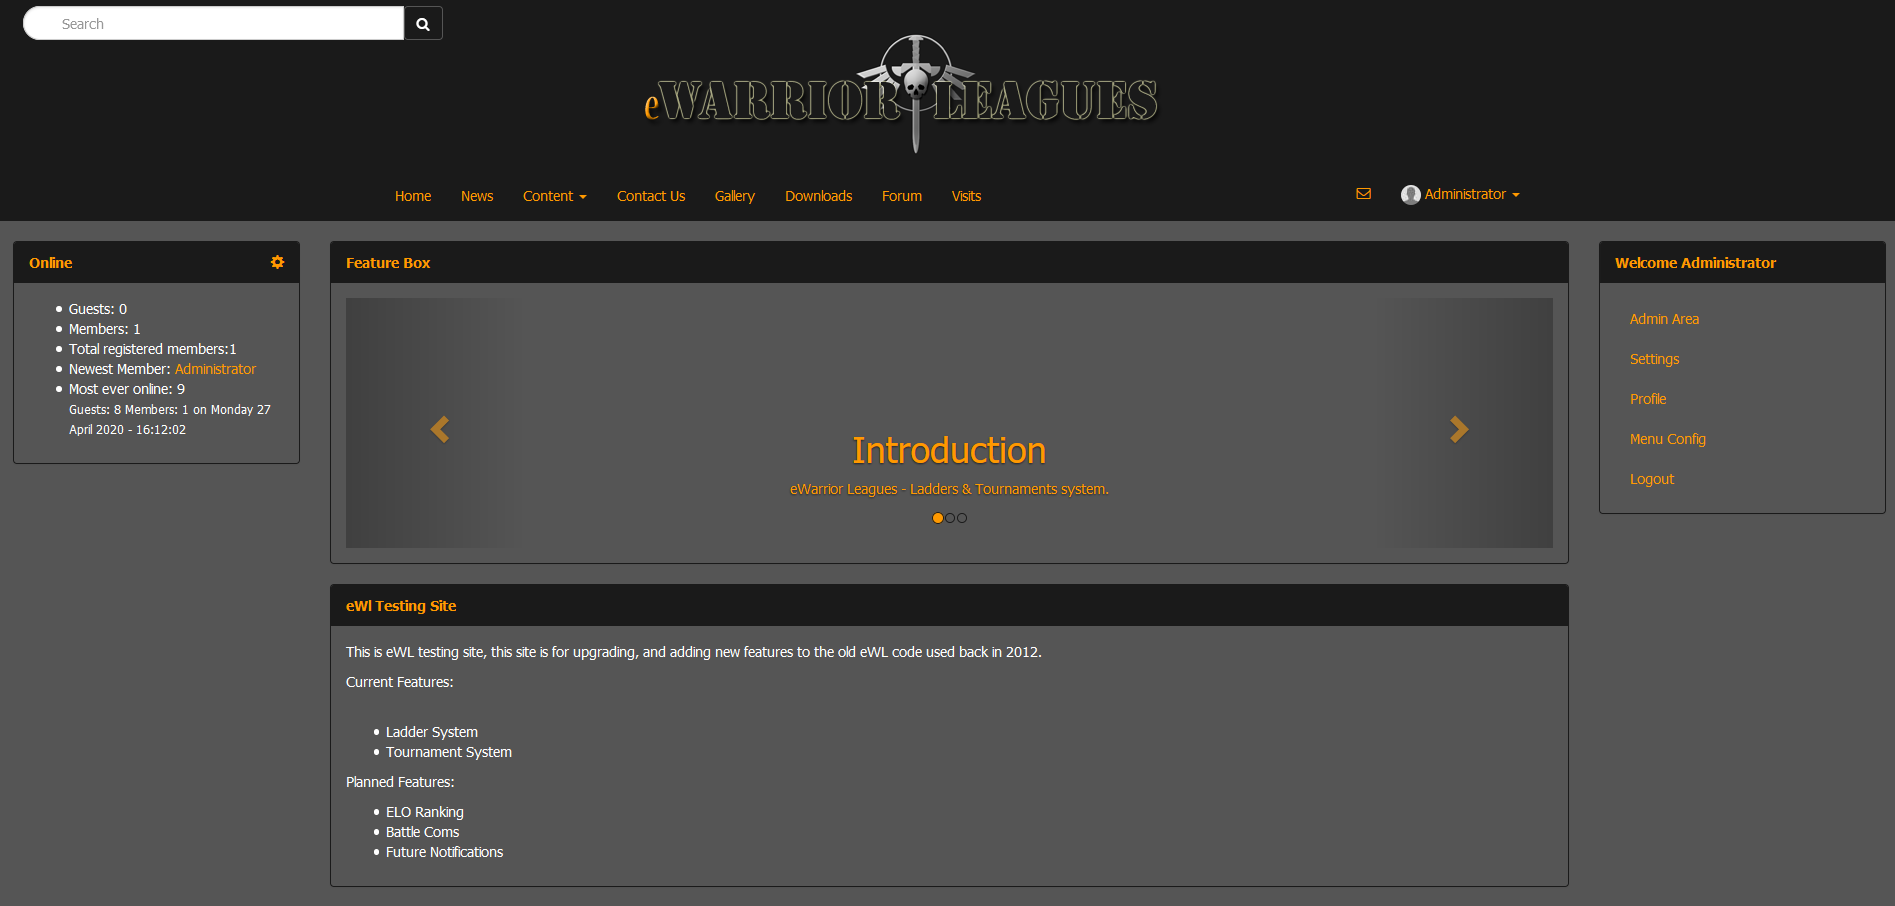 Search
eWARRIOR LEAGUES
Home News Content Contact Us Gallery Downloads Forum Visits Administrator
Online
Guests: 0
Members: 1
Total registered members:1
Newest Member: Administrator
Most ever online: 9
Guests: 8 Members: 1 on Monday 27
April 2020 - 16:12:02
Feature Box
Introduction
eWarrior Leagues - Ladders & Tournaments system.
eWl Testing Site
This is eWL testing site, this site is for upgrading, and adding new features to the old eWL code used back in 2012.
Current Features:
Ladder System
Tournament System
Planned Features:
ELO Ranking
Battle Coms
Future Notifications
Welcome Administrator
Admin Area
Settings
Profile
Menu Config
Logout